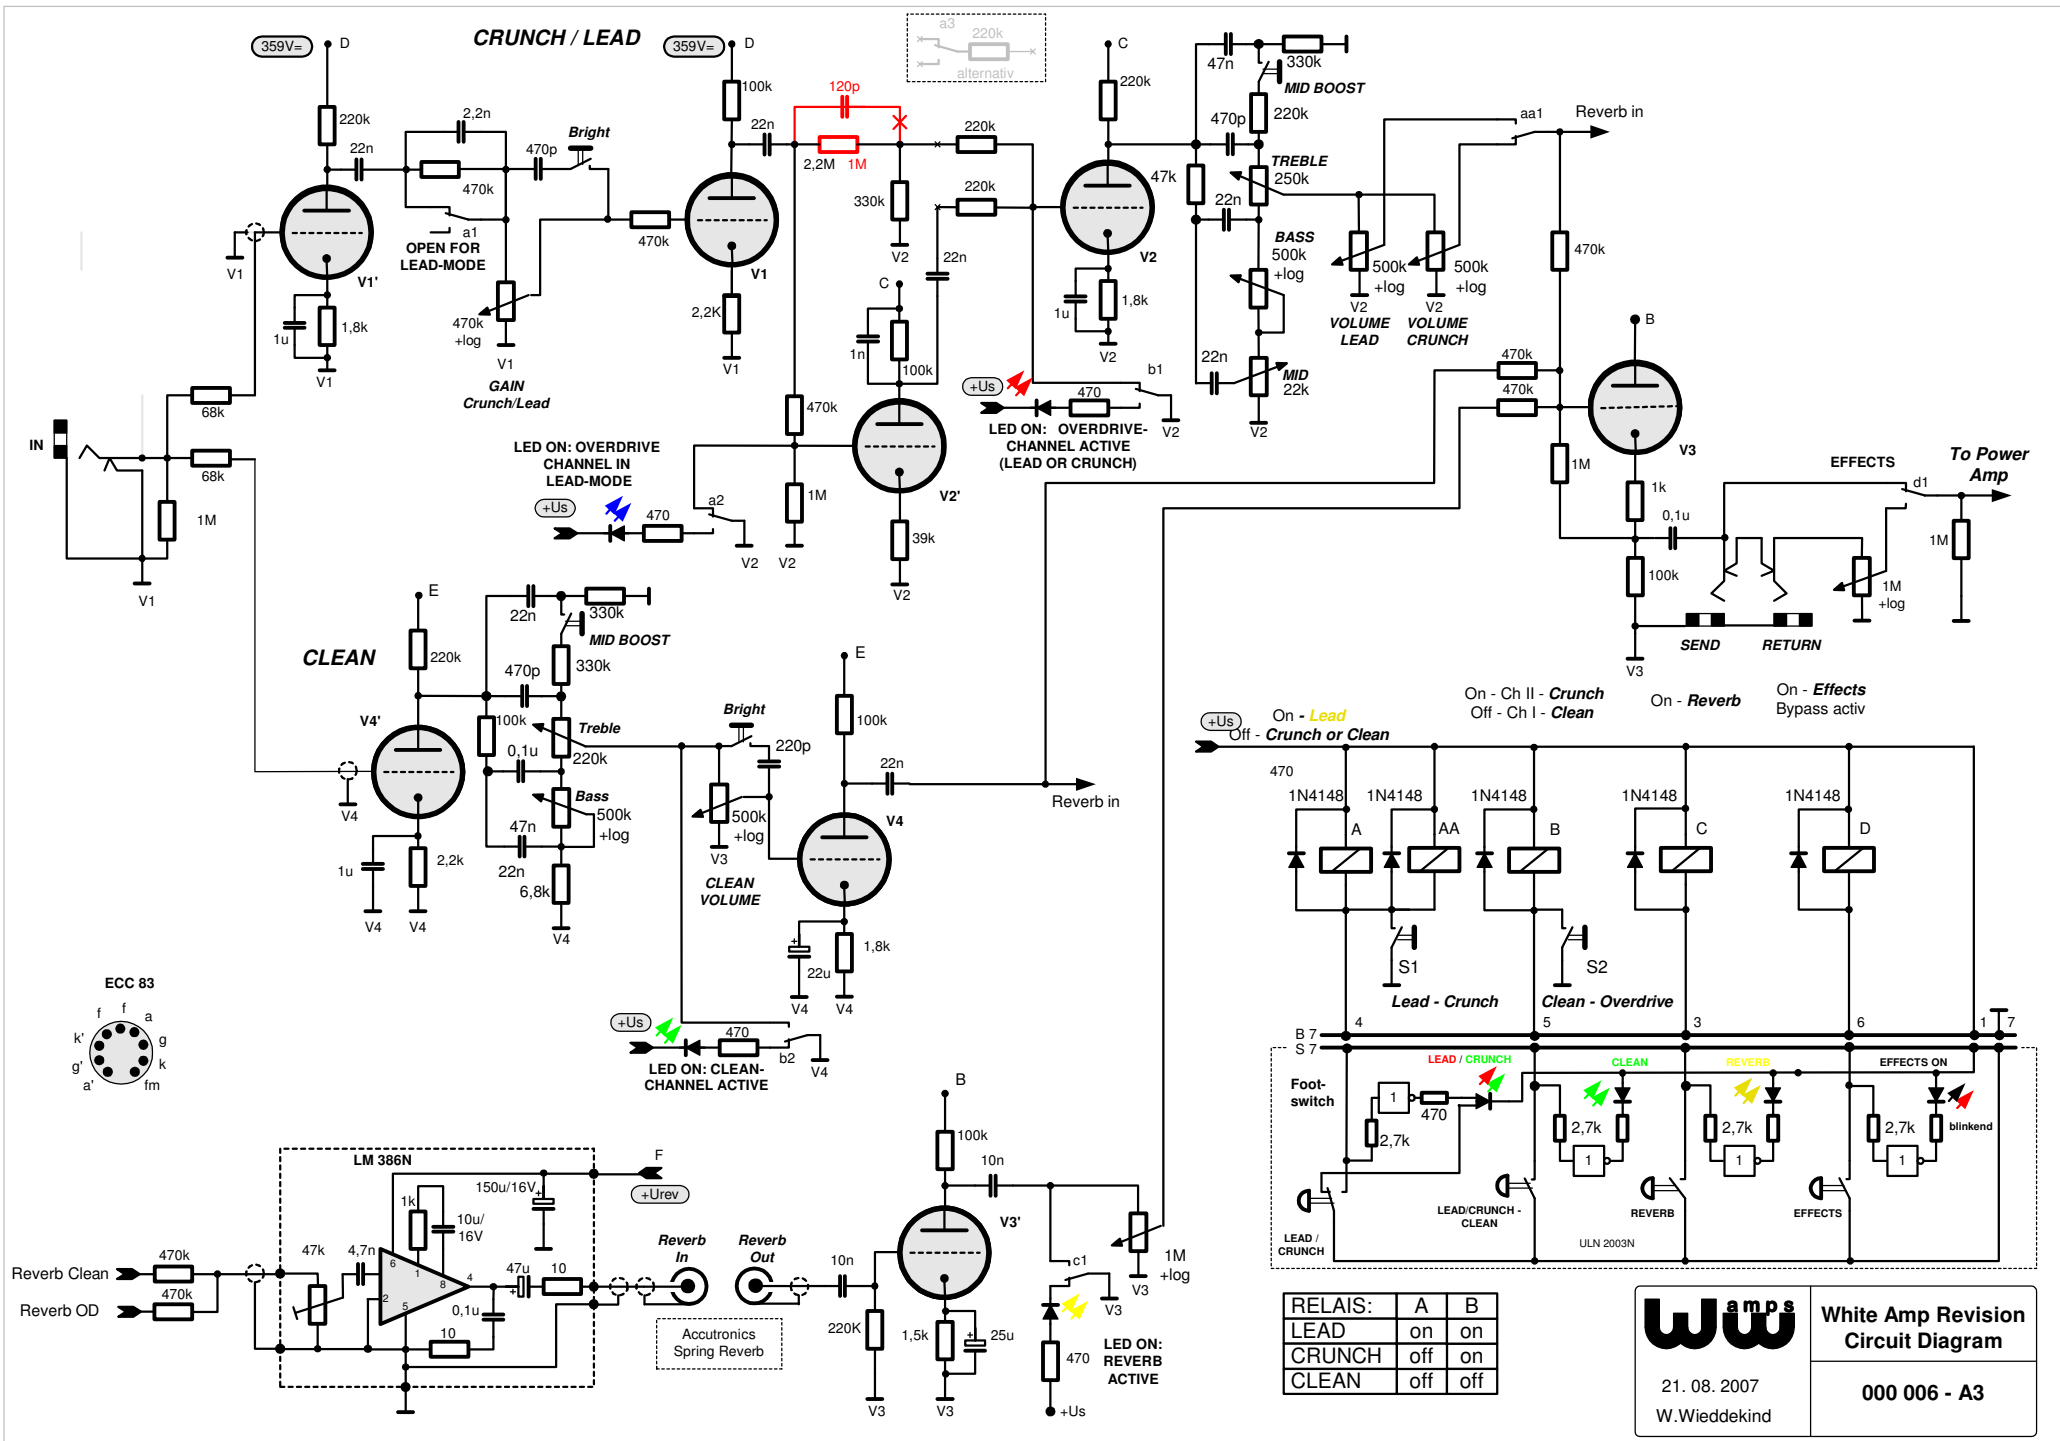 CRUNCH / LEAD
359V=
D
359V=
D
a3
220k
alternativ
C
47n
330k
MID BOOST
220k
2,2n
22n
470k
470p
Bright
a1
OPEN FOR
LEAD-MODE
V1
V1'
1u
1,8k
V1
470k
+log
V1
GAIN
Crunch/Lead
470k
100k
22n
120p
2,2M
1M
V1
2,2K
V1
330k
V2
220k
220k
22n
C
1n
100k
220k
V2
1u
1,8k
V2
47k
470p
220k
TREBLE
250k
22n
BASS
500k
+log
22n
MID
22k
V2
aa1
Reverb in
500k
+log
V2
VOLUME
LEAD
500k
+log
V2
VOLUME
CRUNCH
470k
B
470k
470k
V3
1M
1k
0,1u
100k
V3
EFFECTS
d1
To Power
Amp
1M
1M
+log
SEND
RETURN
IN
68k
68k
1M
V1
LED ON: OVERDRIVE
CHANNEL IN
LEAD-MODE
+Us
470
a2
V2
470k
1M
V2
V2'
39k
V2
+Us
470
b1
V2
LED ON: OVERDRIVE-
CHANNEL ACTIVE
(LEAD OR CRUNCH)
CLEAN
E
220k
22n
330k
MID BOOST
330k
470p
V4'
V4
100k
Treble
220k
0,1u
Bass
500k
+log
47n
22n
6,8k
V4
1u
2,2k
V4
V4
Bright
220p
500k
+log
V3
CLEAN
VOLUME
E
100k
22n
Reverb in
V4
22u
1,8k
V4
V4
+Us
470
b2
V4
LED ON: CLEAN-
CHANNEL ACTIVE
ECC 83
f
f
a
g
k
fm
a'
g'
k'
+Us
On - Lead
Off - Crunch or Clean
On - Ch II - Crunch
Off - Ch I - Clean
On - Reverb
On - Effects
Bypass activ
470
1N4148
1N4148
1N4148
1N4148
1N4148
A
AA
B
C
D
S1
S2
Lead - Crunch
Clean - Overdrive
4
5
3
6
1
7
B 7
S 7
Foot-
switch
LEAD / CRUNCH
CLEAN
REVERB
EFFECTS ON
1
470
2,7k
2,7k
1
2,7k
1
2,7k
1
blinkend
LEAD /
CRUNCH
LEAD/CRUNCH -
CLEAN
REVERB
EFFECTS
ULN 2003N
LM 386N
F
+Urev
150u/16V
+
1k
10u/
16V
47k
4,7n
6
1
8
4
2
5
47u
+
10
0,1u
10
Reverb Clean
470k
Reverb OD
470k
Reverb
In
Reverb
Out
Accutronics
Spring Reverb
B
100k
10n
10n
220K
V3
V3'
1,5k
25u
+
V3
c1
V3
1M
+log
V3
470
+Us
LED ON:
REVERB
ACTIVE
RELAIS: A B
LEAD on on
CRUNCH off on
CLEAN off off
amps
21. 08. 2007
W.Wieddekind
White Amp Revision
Circuit Diagram
000 006 - A3